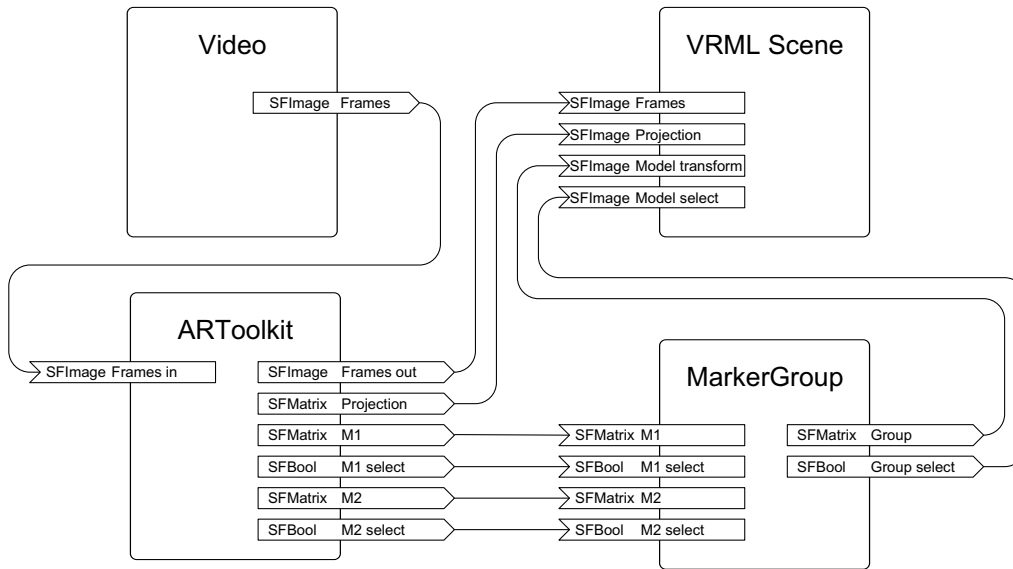 Video
SFImage Frames
VRML Scene
SFImage Frames
SFImage Projection
SFImage Model transform
SFImage Model select
ARToolkit
SFImage Frames in
SFImage Frames out
SFMatrix Projection
SFMatrix M1
SFBool M1 select
SFMatrix M2
SFBool M2 select
MarkerGroup
SFMatrix M1
SFBool M1 select
SFMatrix M2
SFBool M2 select
SFMatrix Group
SFBool Group select